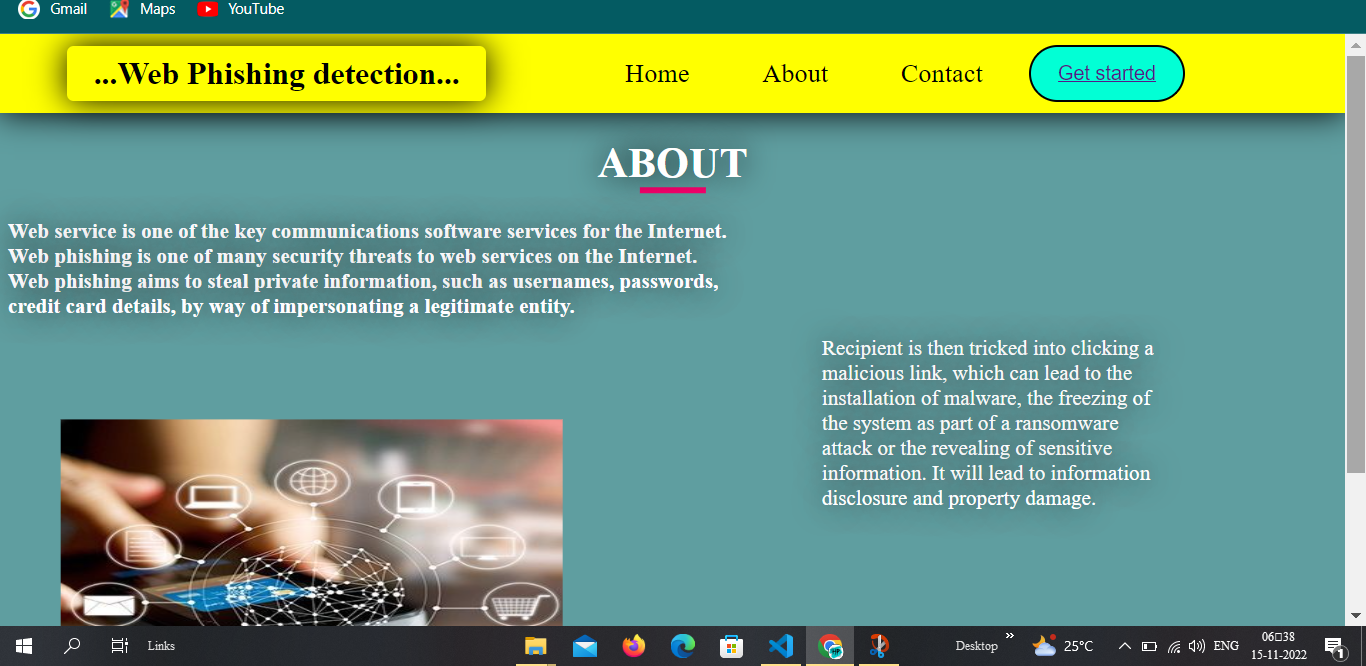 Gmail Maps YouTube
...Web Phishing detection... Home About Contact Get started
ABOUT
Web service is one of the key communications software services for the Internet.
Web phishing is one of many security threats to web services on the Internet.
Web phishing aims to steal private information, such as usernames, passwords,
credit card details, by way of impersonating a legitimate entity.
Recipient is then tricked into clicking a
malicious link, which can lead to the
installation of malware, the freezing of
the system as part of a ransomware
attack or the revealing of sensitive
information. It will lead to information
disclosure and property damage.
Links Desktop » 25°C ENG 06□38
15-11-2022
1